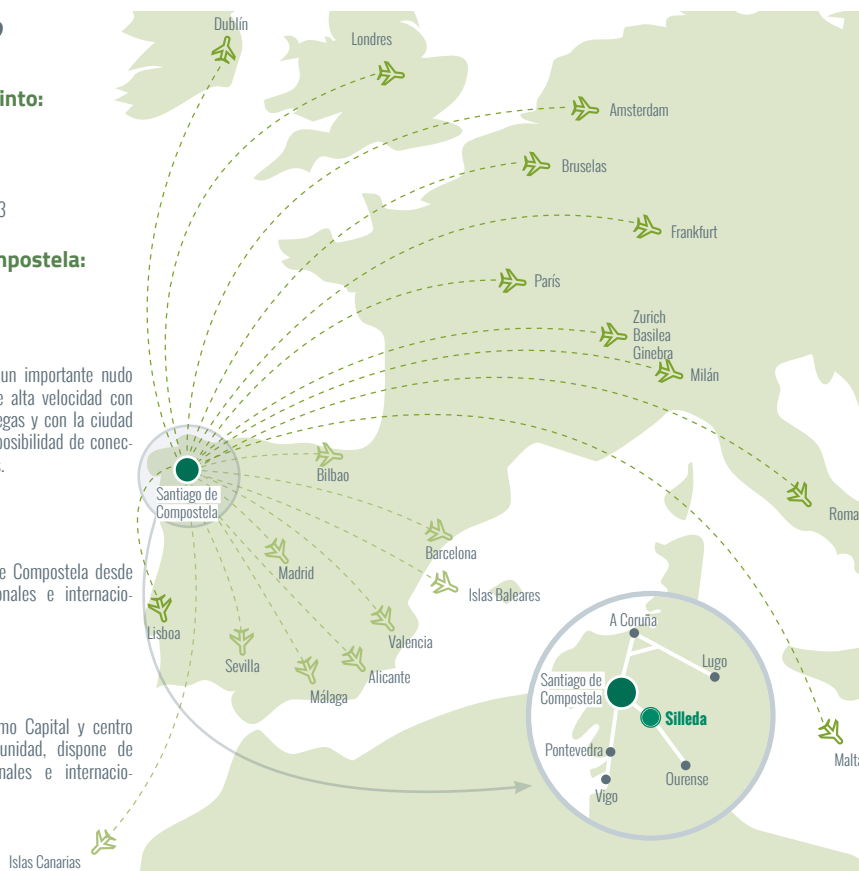 into:
3
mpostela:
un importante nudo
e alta velocidad con
egas y con la ciudad
posibilidad de conec-
s.
e Compostela desde
onales e internacio-
mo Capital y centro
unidad, dispone de
onales e internacio-
Dublín
Londres
Amsterdam
Bruselas
Frankfurt
París
Zurich
Basilea
Ginebra
Milán
Roma
Malta
Bilbao
Santiago de
Compostela
Barcelona
Madrid
Islas Baleares
Lisboa
Valencia
Sevilla
Alicante
Málaga
Islas Canarias
A Coruña
Lugo
Santiago de
Compostela
Silleda
Pontevedra
Ourense
Vigo